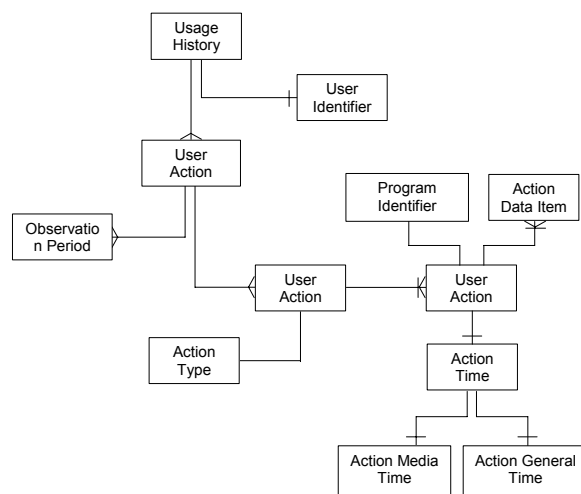 Usage
History
User
Identifier
User
Action
Program
Identifier
Action
Data Item
Observatio
n Period
User
Action
User
Action
Action
Type
Action
Time
Action Media
Time
Action General
Time